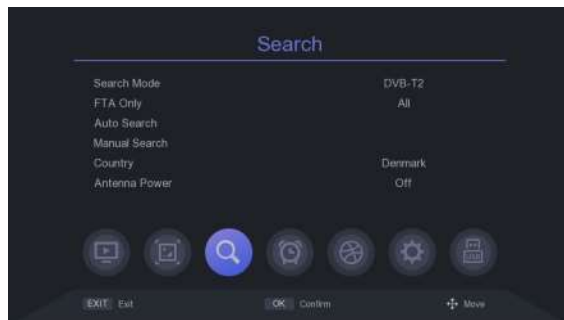 Search
Search Mode DVB-T2
FTA Only All
Auto Search
Manual Search
Country Denmark
Antenna Power Off
USB
EXIT Exit OK Confirm Move